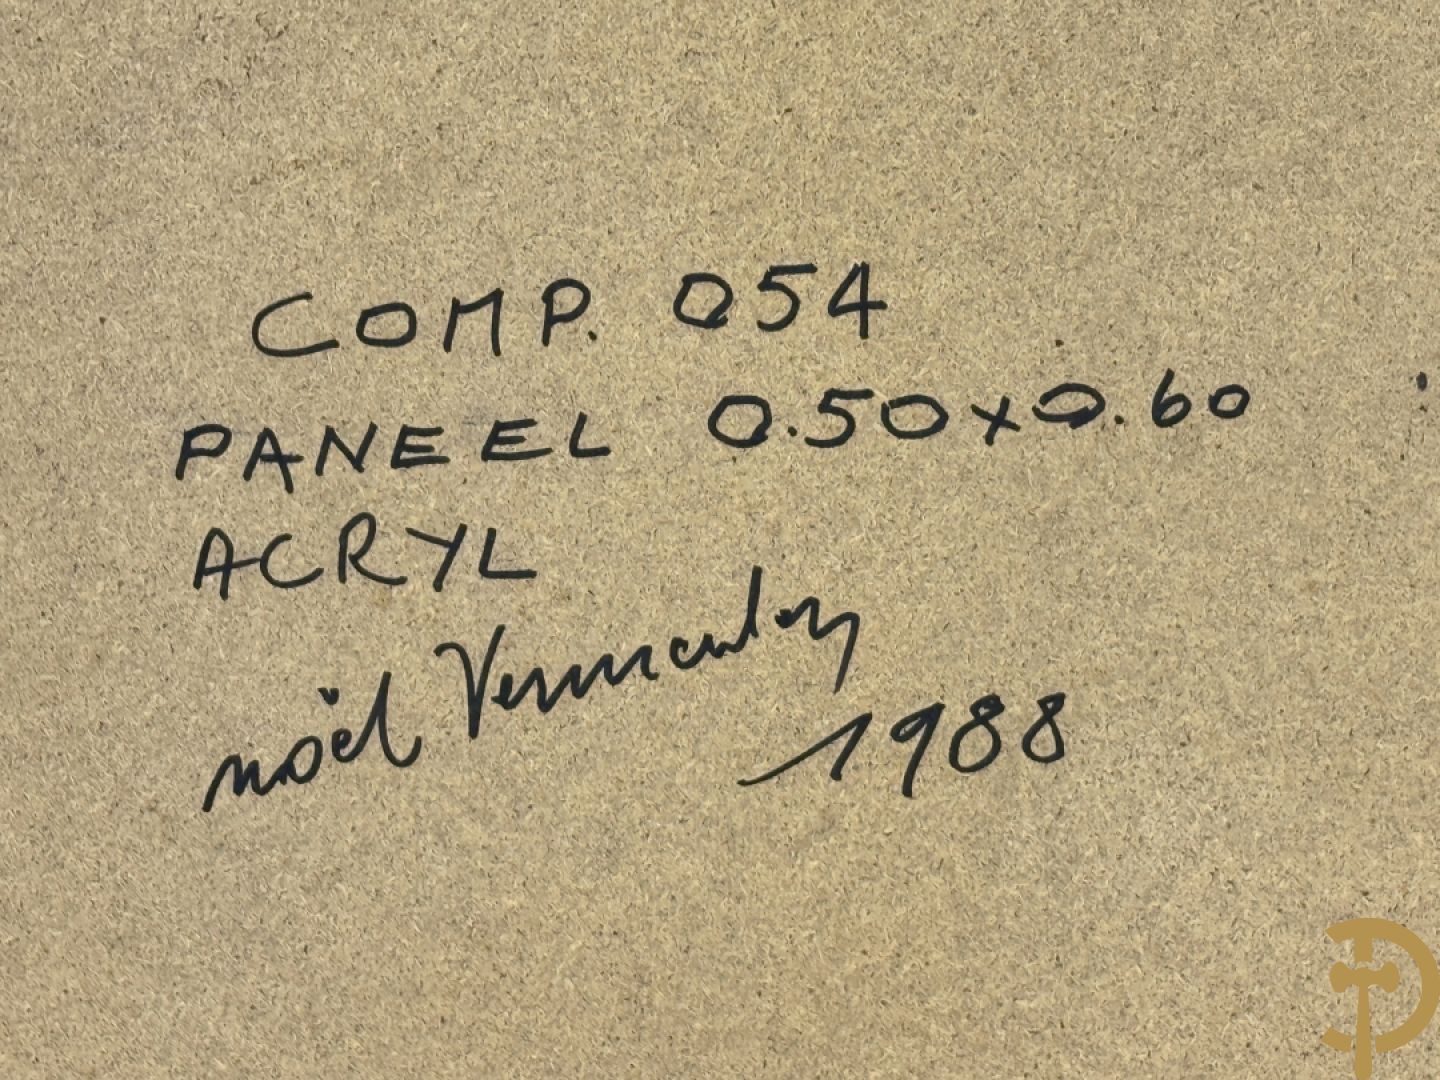 COMP. 054
PANEEL 0.50x0.60
ACRYL
noël Vermeulen
1988